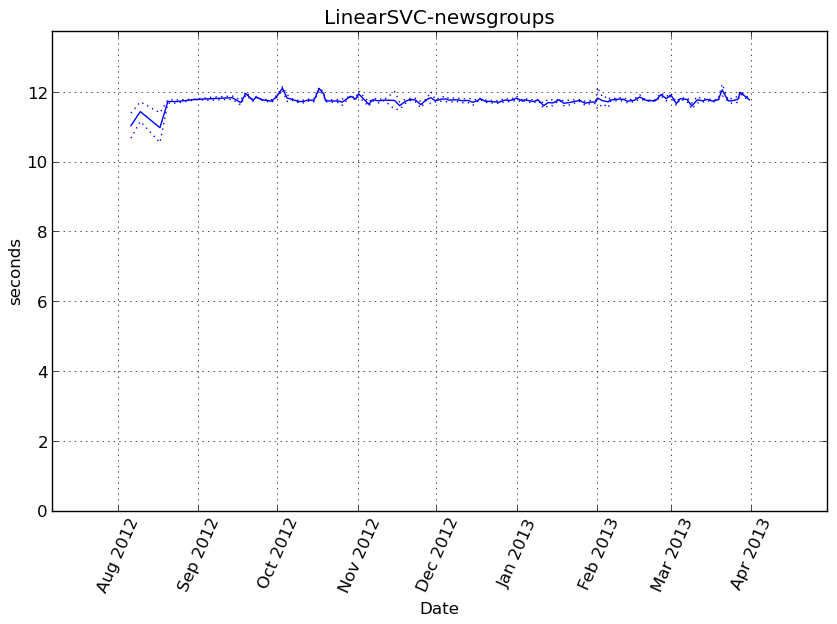 LinearSVC-newsgroups
seconds
12
10
8
6
4
2
0
Aug 2012
Sep 2012
Oct 2012
Nov 2012
Dec 2012
Jan 2013
Feb 2013
Mar 2013
Apr 2013
Date